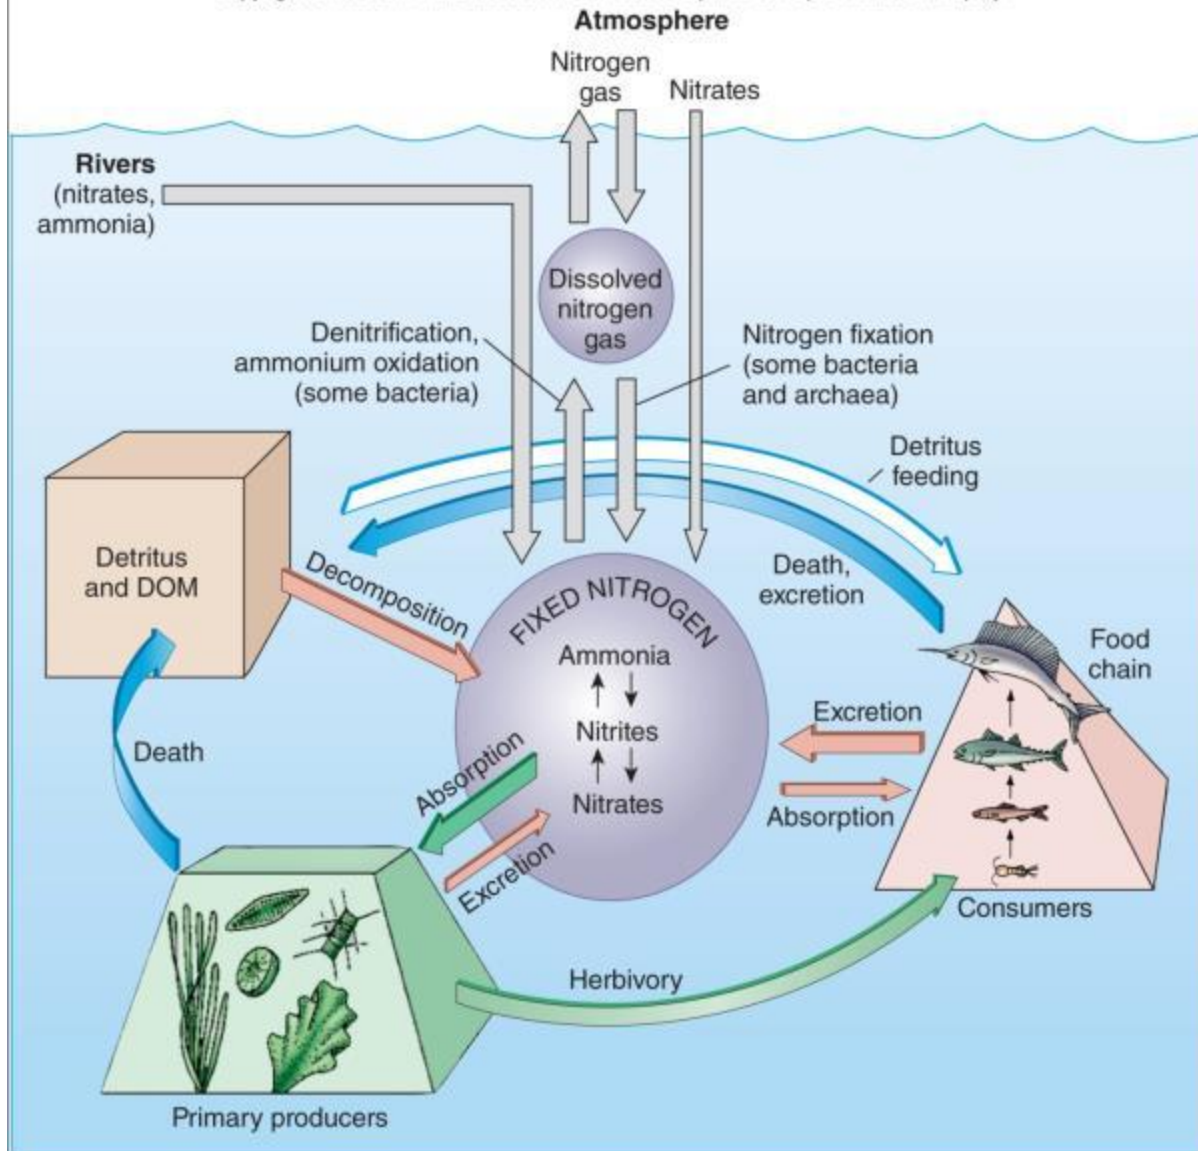 Atmosphere
Nitrogen
gas
Nitrates
Rivers
(nitrates,
ammonia)
Dissolved
nitrogen
gas
Denitrification,
ammonium oxidation
(some bacteria)
Nitrogen fixation
(some bacteria
and archaea)
Detritus
feeding
Detritus
and DOM
Decomposition
Death,
excretion
FIXED NITROGEN
Ammonia
Nitrites
Nitrates
Food
chain
Excretion
Absorption
Death
Absorption
Excretion
Consumers
Herbivory
Primary producers